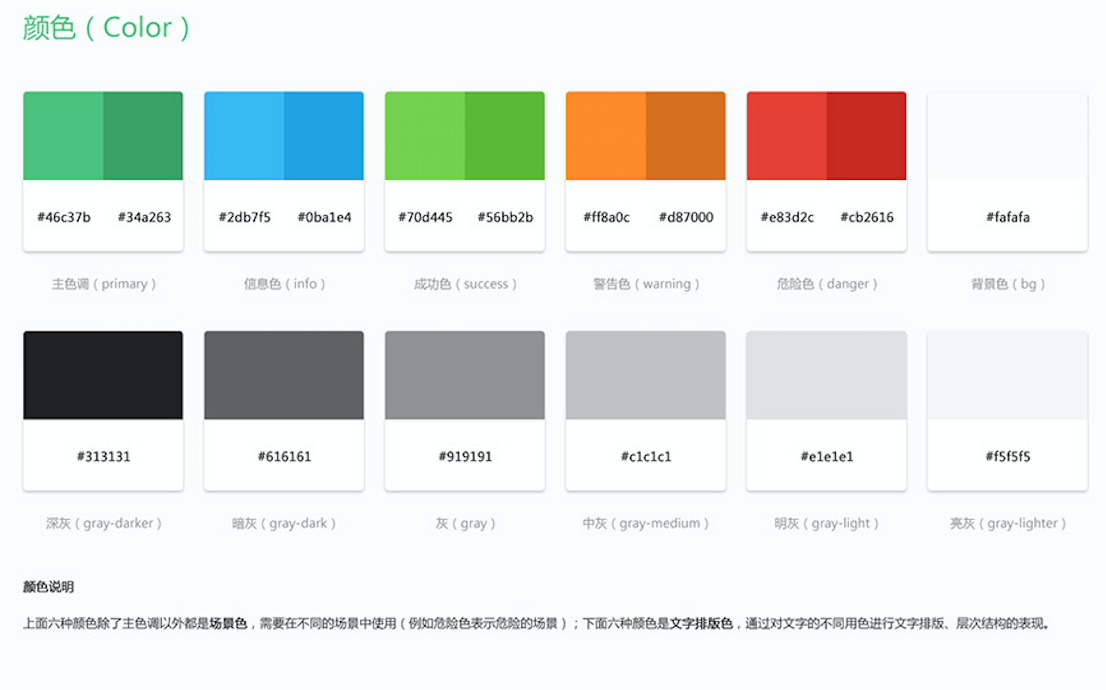 颜色（Color）
#46c37b #34a263 #2db7f5 #0ba1e4 #70d445 #56bb2b #ff8a0c #d87000 #e83d2c #cb2616 #fafafa
主色调（primary） 信息色（info） 成功色（success） 警告色（warning） 危险色（danger） 背景色（bg）
#313131 #616161 #919191 #c1c1c1 #e1e1e1 #f5f5f5
深灰（gray-darker） 暗灰（gray-dark） 灰（gray） 中灰（gray-medium） 明灰（gray-light） 亮灰（gray-lighter）
颜色说明
上面六种颜色除了主色调以外都是场景色，需要在不同的场景中使用（例如危险色表示危险的场景）；下面六种颜色是文字排版色，通过对文字的不同用色进行文字排版、层次结构的表现。